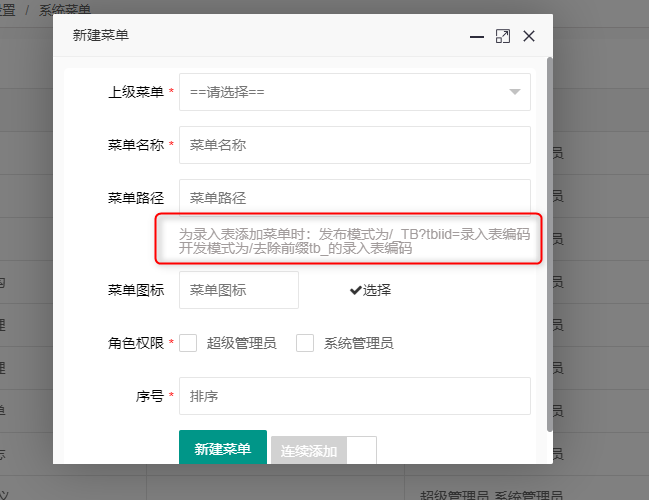 设置 / 系统菜单
新建菜单
上级菜单 * ==请选择==
菜单名称 * 菜单名称
菜单路径 菜单路径
为录入表添加菜单时：发布模式为/_TB?tbiid=录入表编码
开发模式为/去除前缀tb_的录入表编码
菜单图标 菜单图标 选择
角色权限 * 超级管理员 系统管理员
序号 * 排序
新建菜单 连续添加
超级管理员,系统管理员